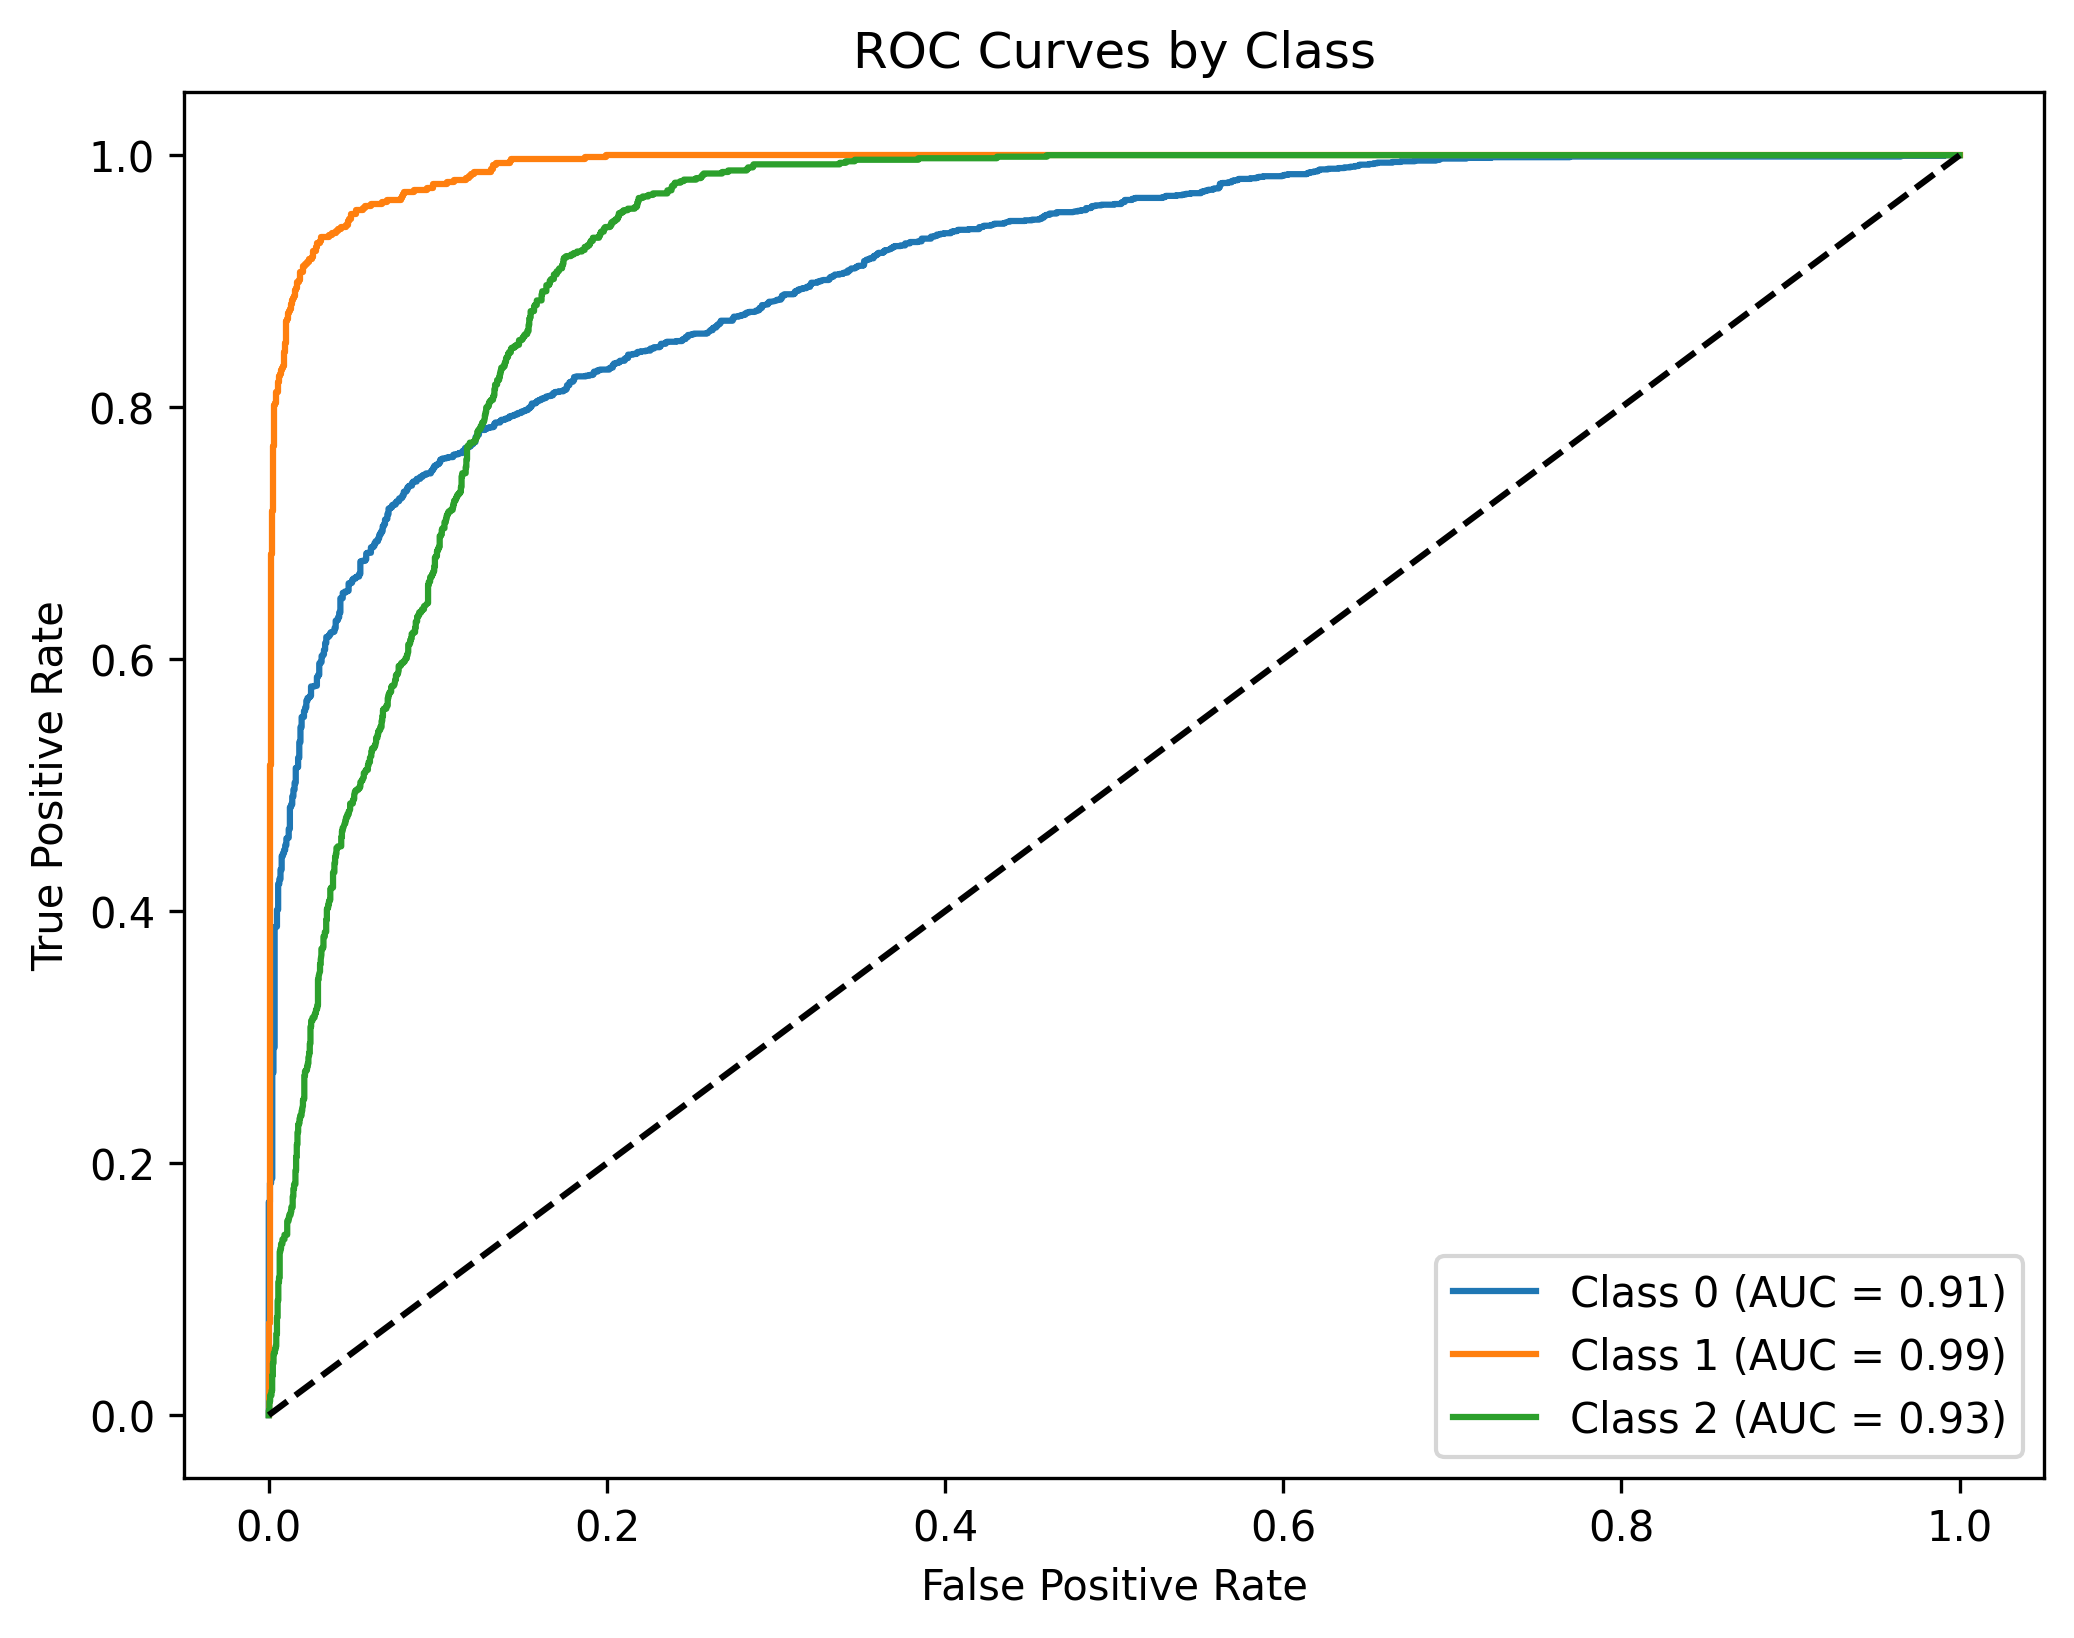 ROC Curves by Class
True Positive Rate
1.0
0.8
0.6
0.4
0.2
0.0
0.0 0.2 0.4 0.6 0.8 1.0
False Positive Rate
Class 0 (AUC = 0.91)
Class 1 (AUC = 0.99)
Class 2 (AUC = 0.93)